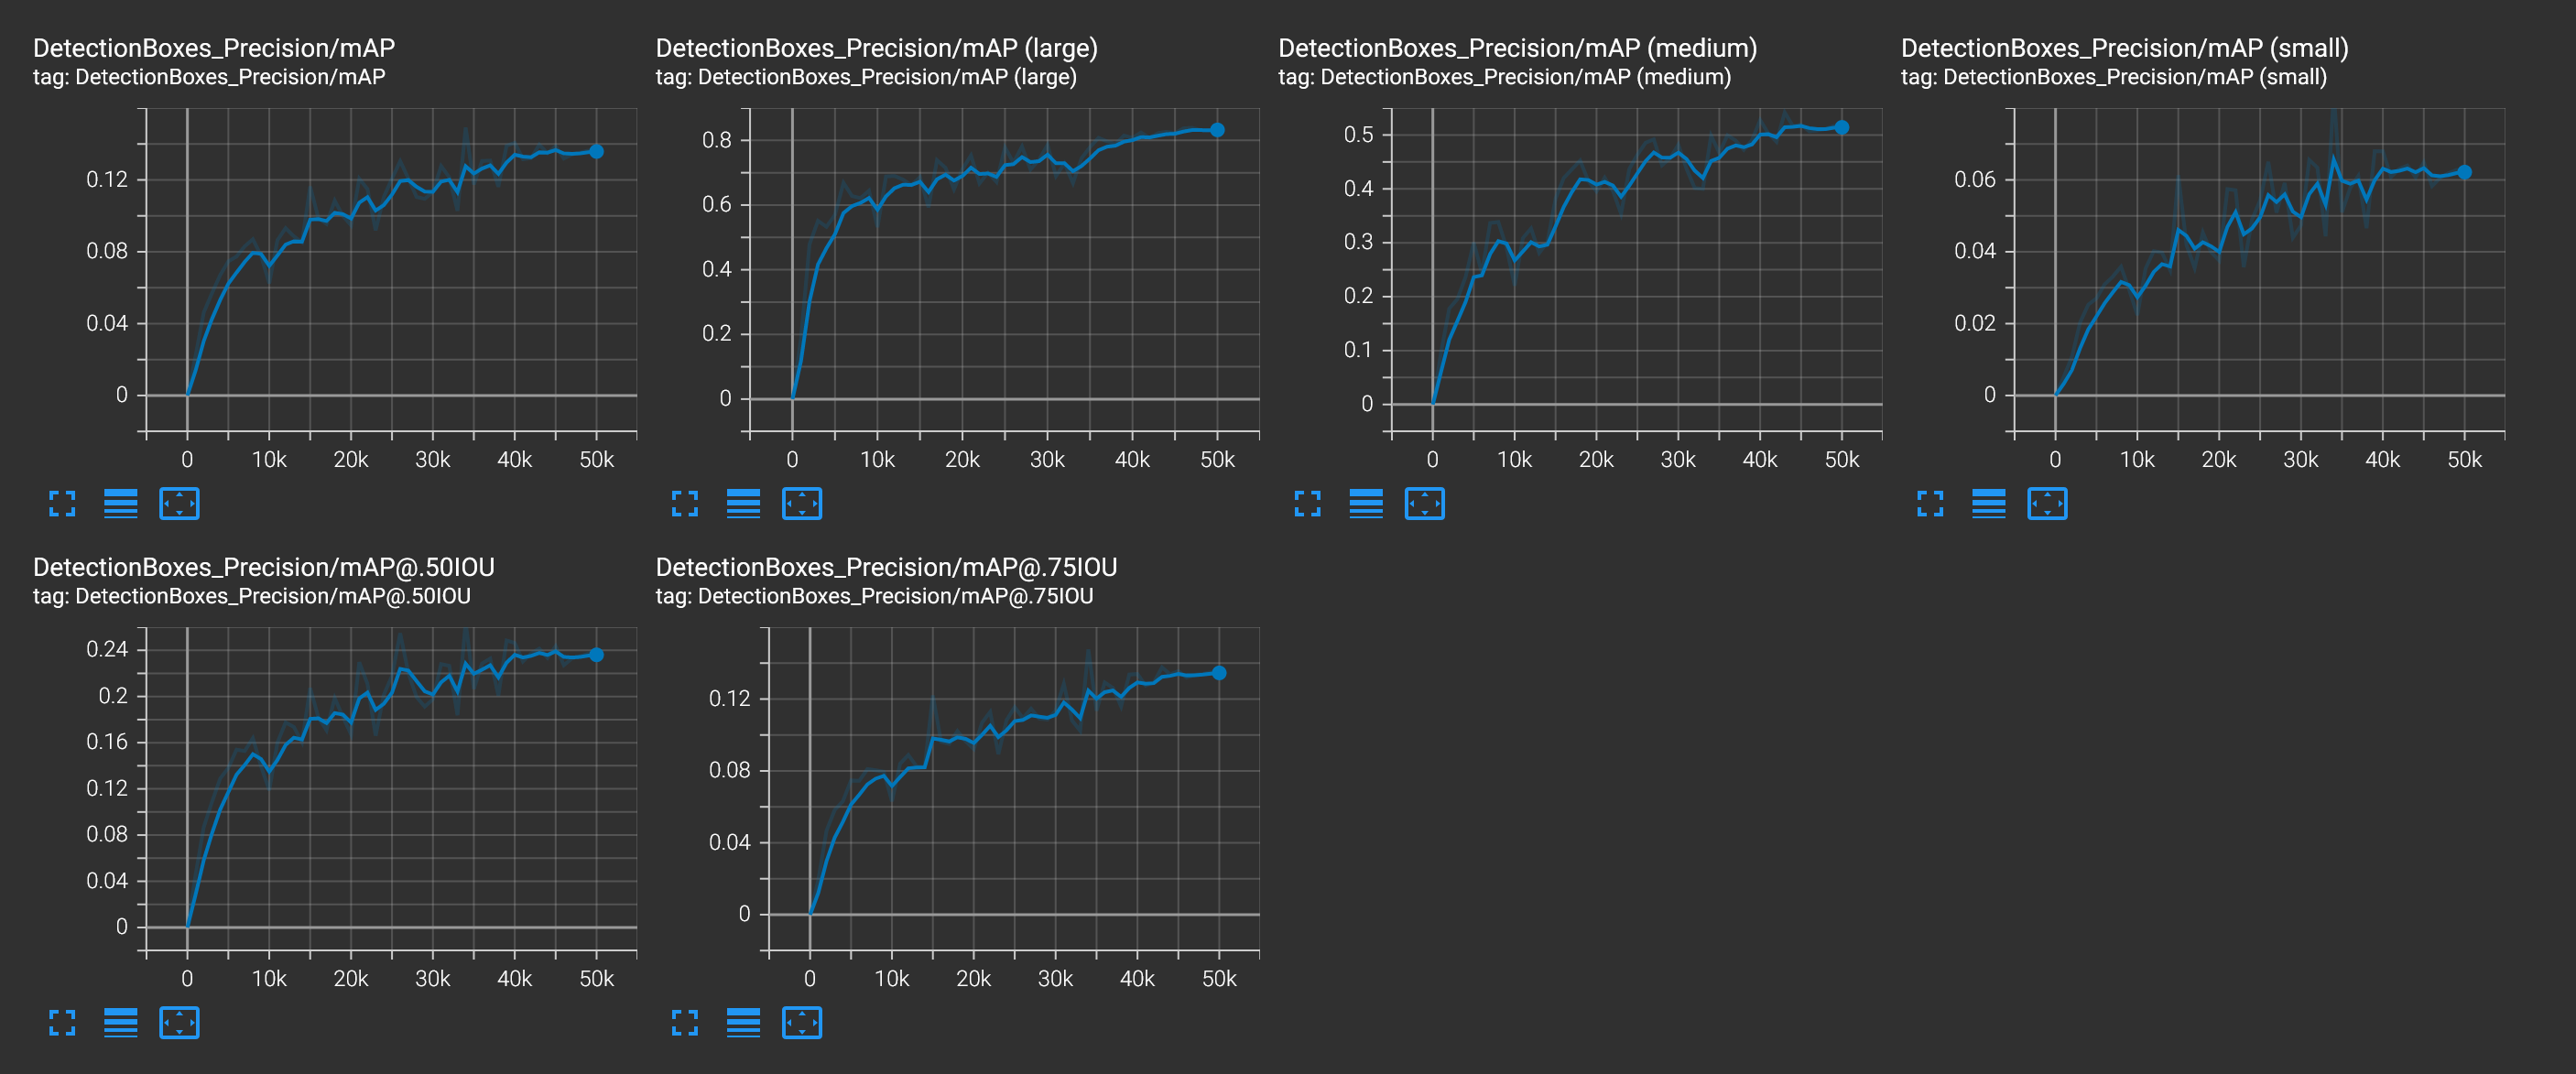 DetectionBoxes_Precision/mAP
tag: DetectionBoxes_Precision/mAP
0.12
0.08
0.04
0
0 10k 20k 30k 40k 50k
DetectionBoxes_Precision/mAP (large)
tag: DetectionBoxes_Precision/mAP (large)
0.8
0.6
0.4
0.2
0
0 10k 20k 30k 40k 50k
DetectionBoxes_Precision/mAP (medium)
tag: DetectionBoxes_Precision/mAP (medium)
0.5
0.4
0.3
0.2
0.1
0
0 10k 20k 30k 40k 50k
DetectionBoxes_Precision/mAP (small)
tag: DetectionBoxes_Precision/mAP (small)
0.06
0.04
0.02
0
0 10k 20k 30k 40k 50k
DetectionBoxes_Precision/mAP@.50IOU
tag: DetectionBoxes_Precision/mAP@.50IOU
0.24
0.2
0.16
0.12
0.08
0.04
0
0 10k 20k 30k 40k 50k
DetectionBoxes_Precision/mAP@.75IOU
tag: DetectionBoxes_Precision/mAP@.75IOU
0.12
0.08
0.04
0
0 10k 20k 30k 40k 50k